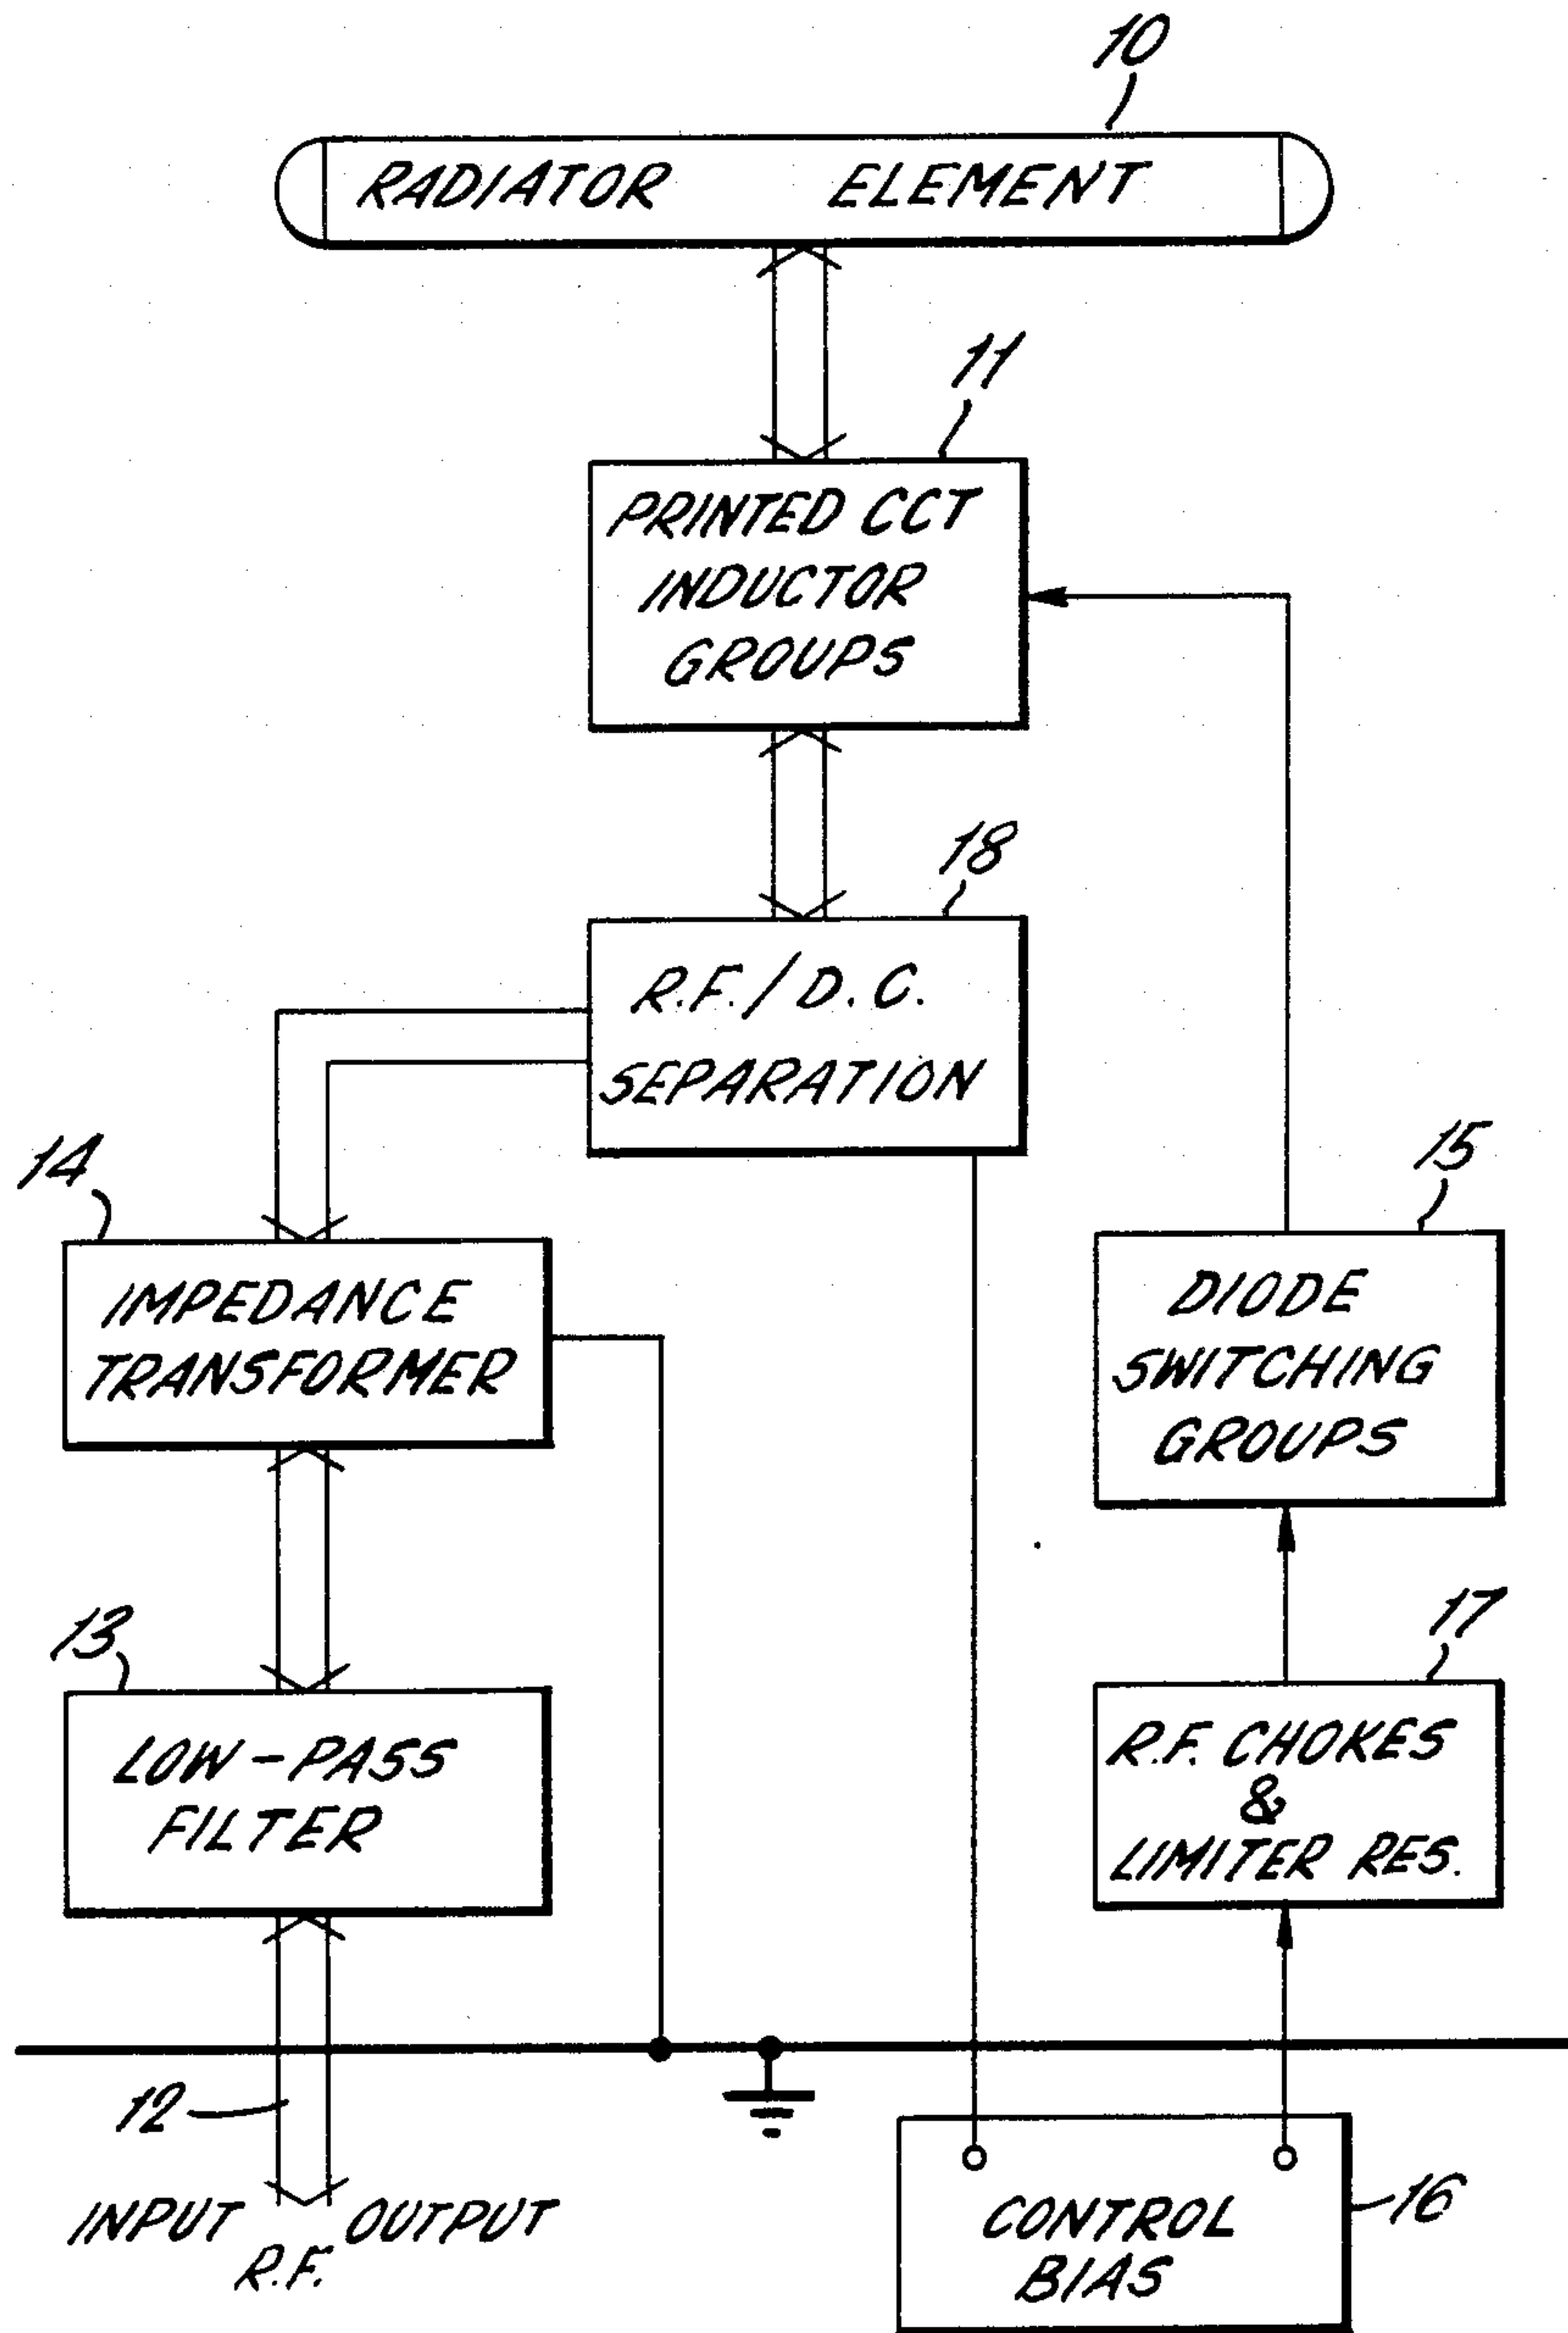 10
RADIATOR ELEMENT
11
PRINTED CCT
INDUCTOR
GROUPS
18
R.F./D.C.
SEPARATION
14
IMPEDANCE
TRANSFORMER
15
DIODE
SWITCHING
GROUPS
13
LOW-PASS
FILTER
17
R.F. CHOKES
&
LIMITER RES.
12
INPUT OUTPUT
R.F.
16
CONTROL
BIAS